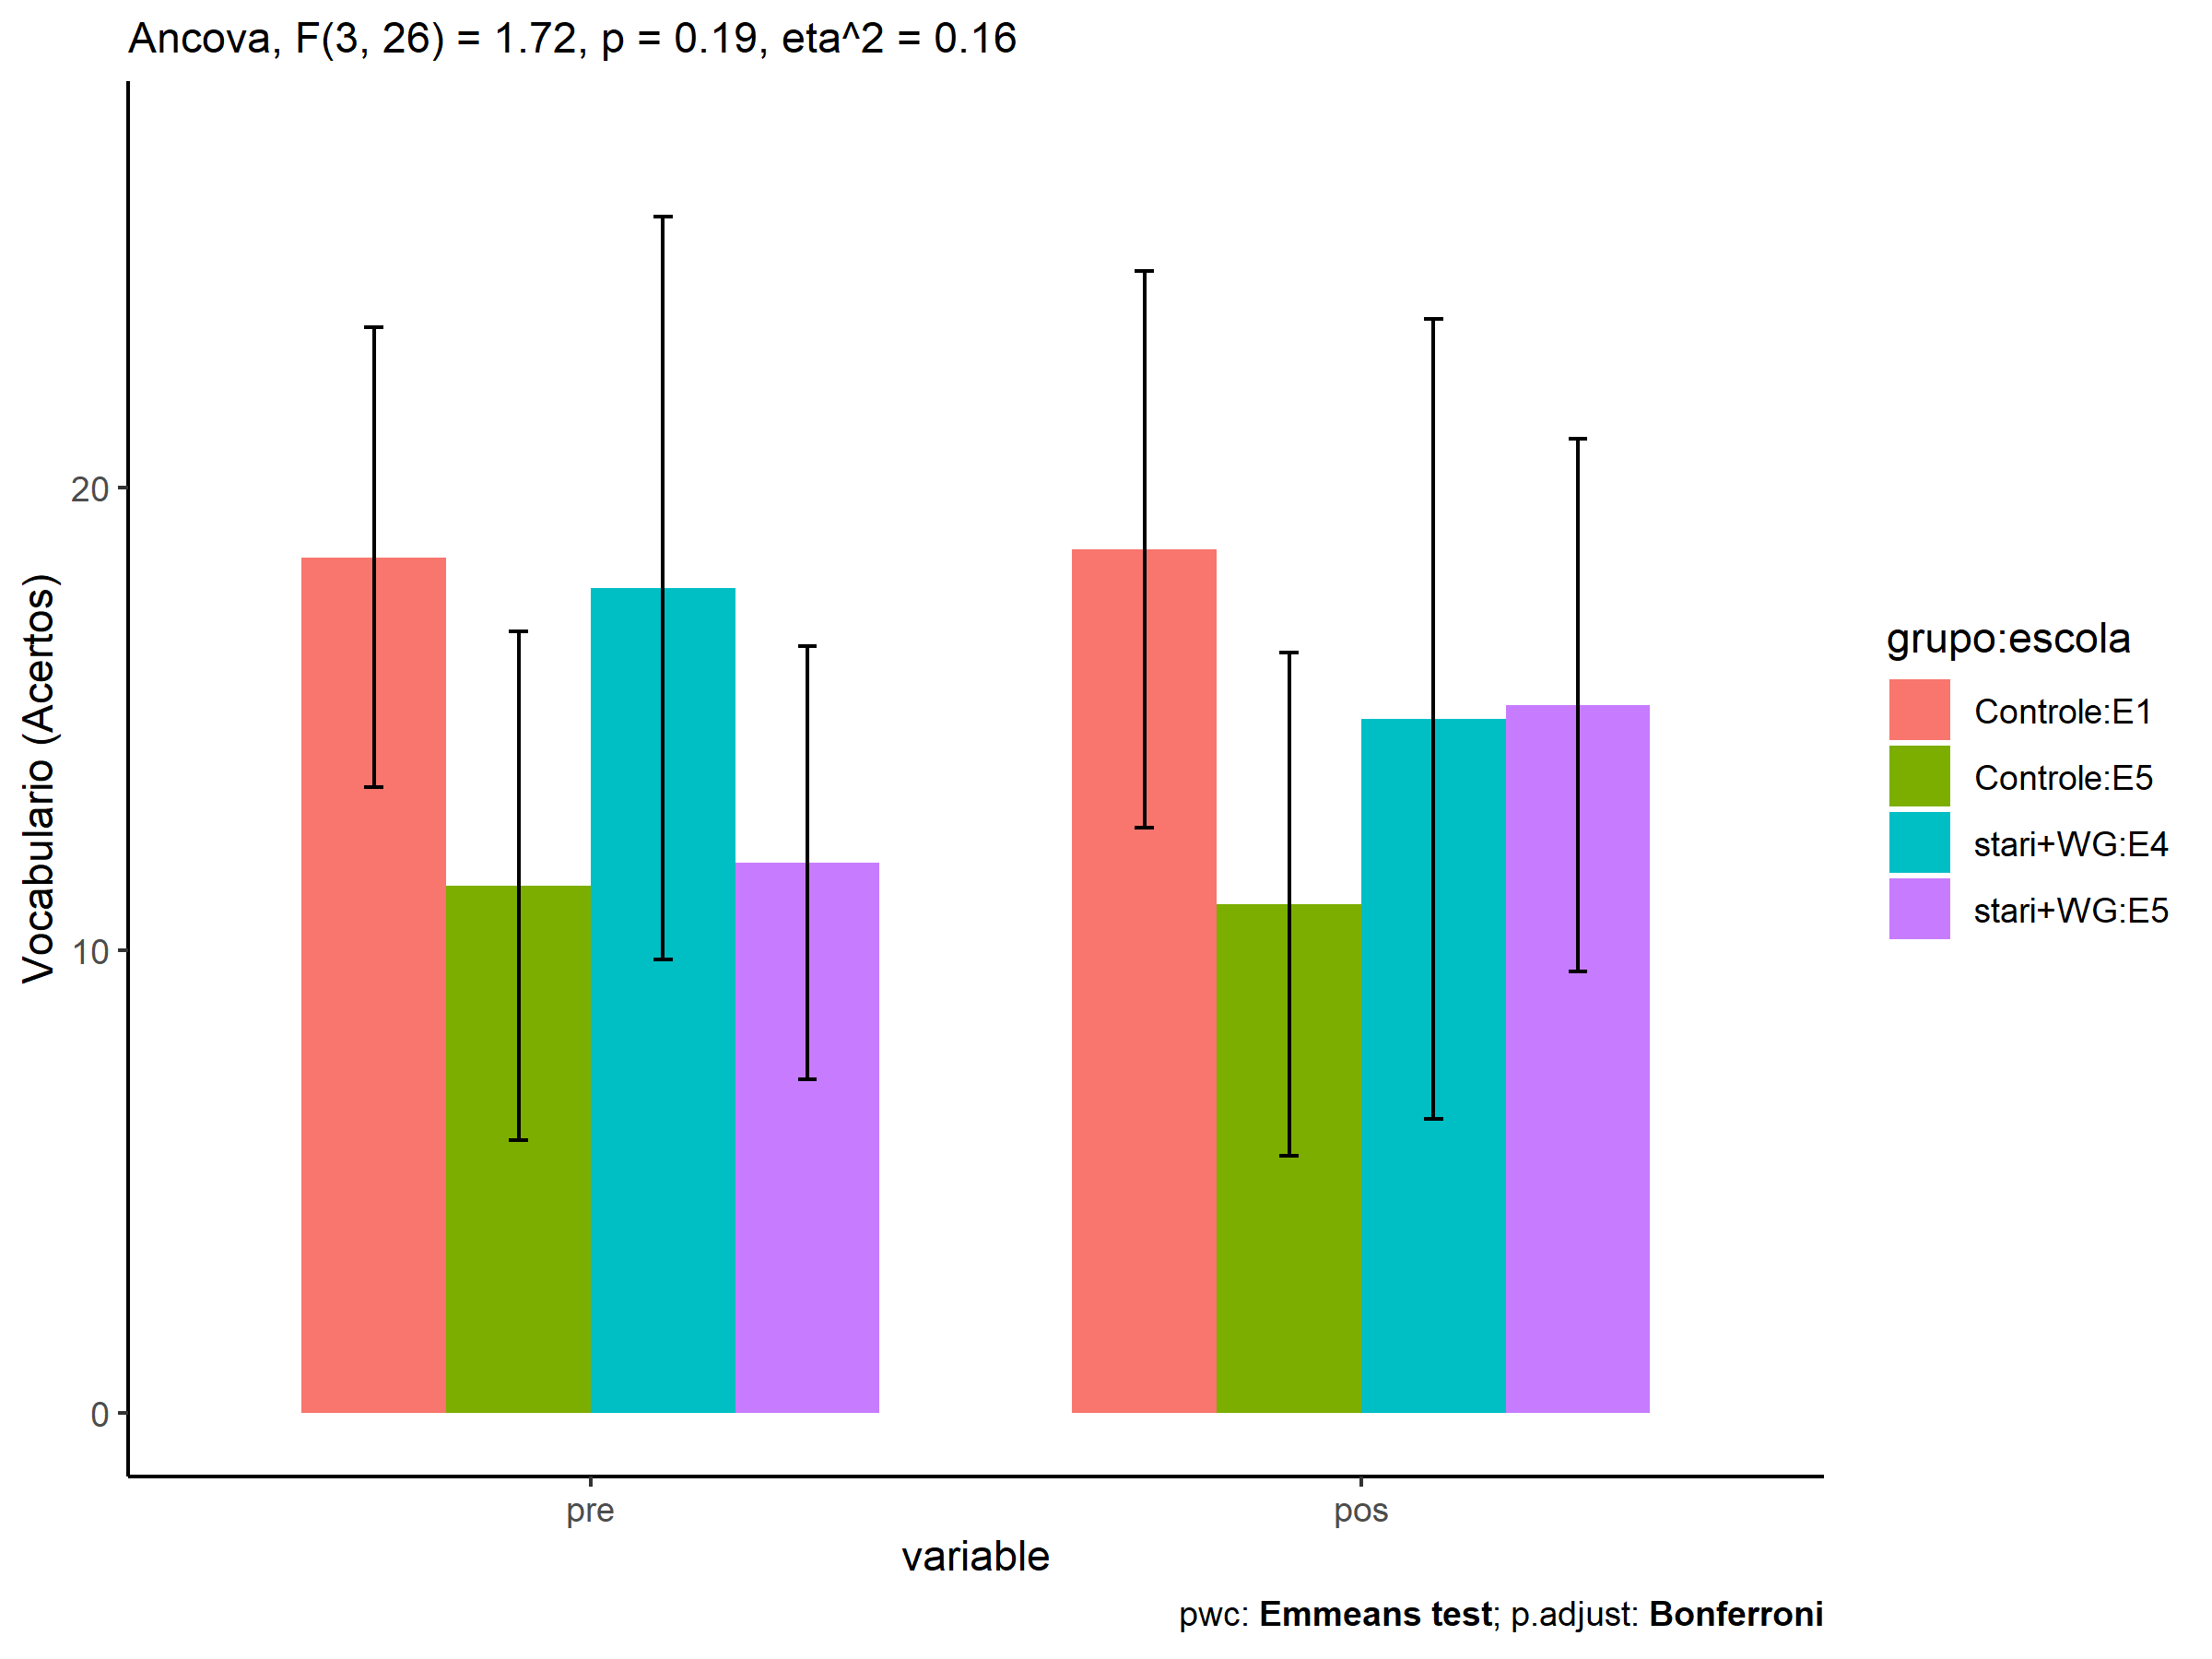 Ancova, F(3, 26) = 1.72, p = 0.19, eta^2 = 0.16
Vocabulario (Acertos)
20
10
0
pre
pos
variable
grupo:escola
Controle:E1
Controle:E5
stari+WG:E4
stari+WG:E5
pwc: Emmeans test; p.adjust: Bonferroni